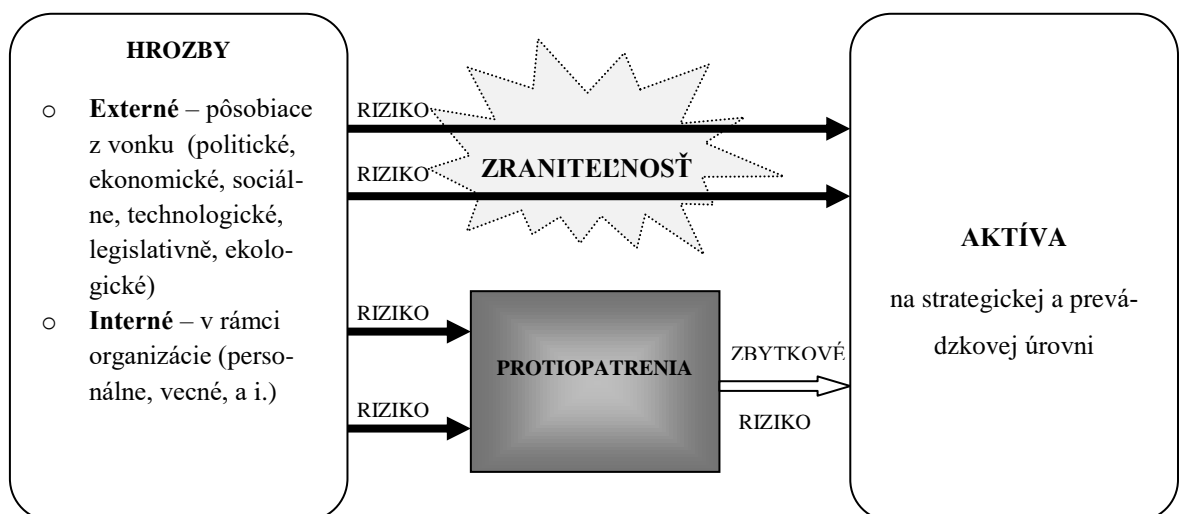 HROZBY
o Externé – pôsobiace
z vonku (politické,
ekonomické, sociál-
ne, technologické,
legislativně, ekolo-
gické)
o Interné – v rámci
organizácie (perso-
nálne, vecné, a i.)
RIZIKO
RIZIKO
ZRANITEĽNOSŤ
RIZIKO
RIZIKO
PROTIOPATRENIA
ZBYTKOVÉ
RIZIKO
AKTÍVA
na strategickej a prevá-
dzkovej úrovni